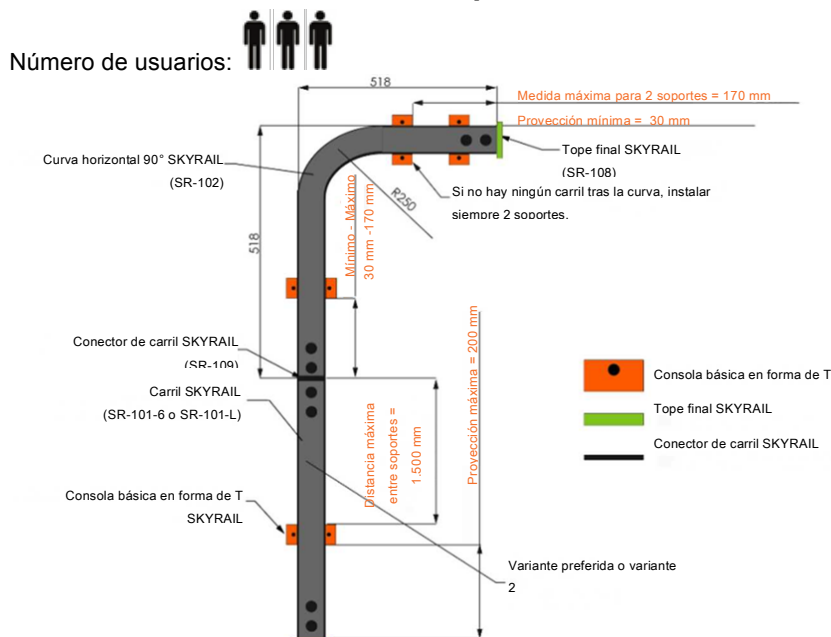 Número de usuarios:
518
Medida máxima para 2 soportes = 170 mm
Proyección mínima = 30 mm
Curva horizontal 90° SKYRAIL
(SR-102)
Tope final SKYRAIL
(SR-108)
Si no hay ningún carril tras la curva, instalar
siempre 2 soportes.
R250
518
Mínimo - Máximo
30 mm -170 mm
Conector de carril SKYRAIL
(SR-109)
Carril SKYRAIL
(SR-101-6 o SR-101-L)
Distancia máxima
entre soportes =
1.500 mm
Proyección máxima = 200 mm
Consola básica en forma de T
Tope final SKYRAIL
Conector de carril SKYRAIL
Consola básica en forma de T
SKYRAIL
Variante preferida o variante
2